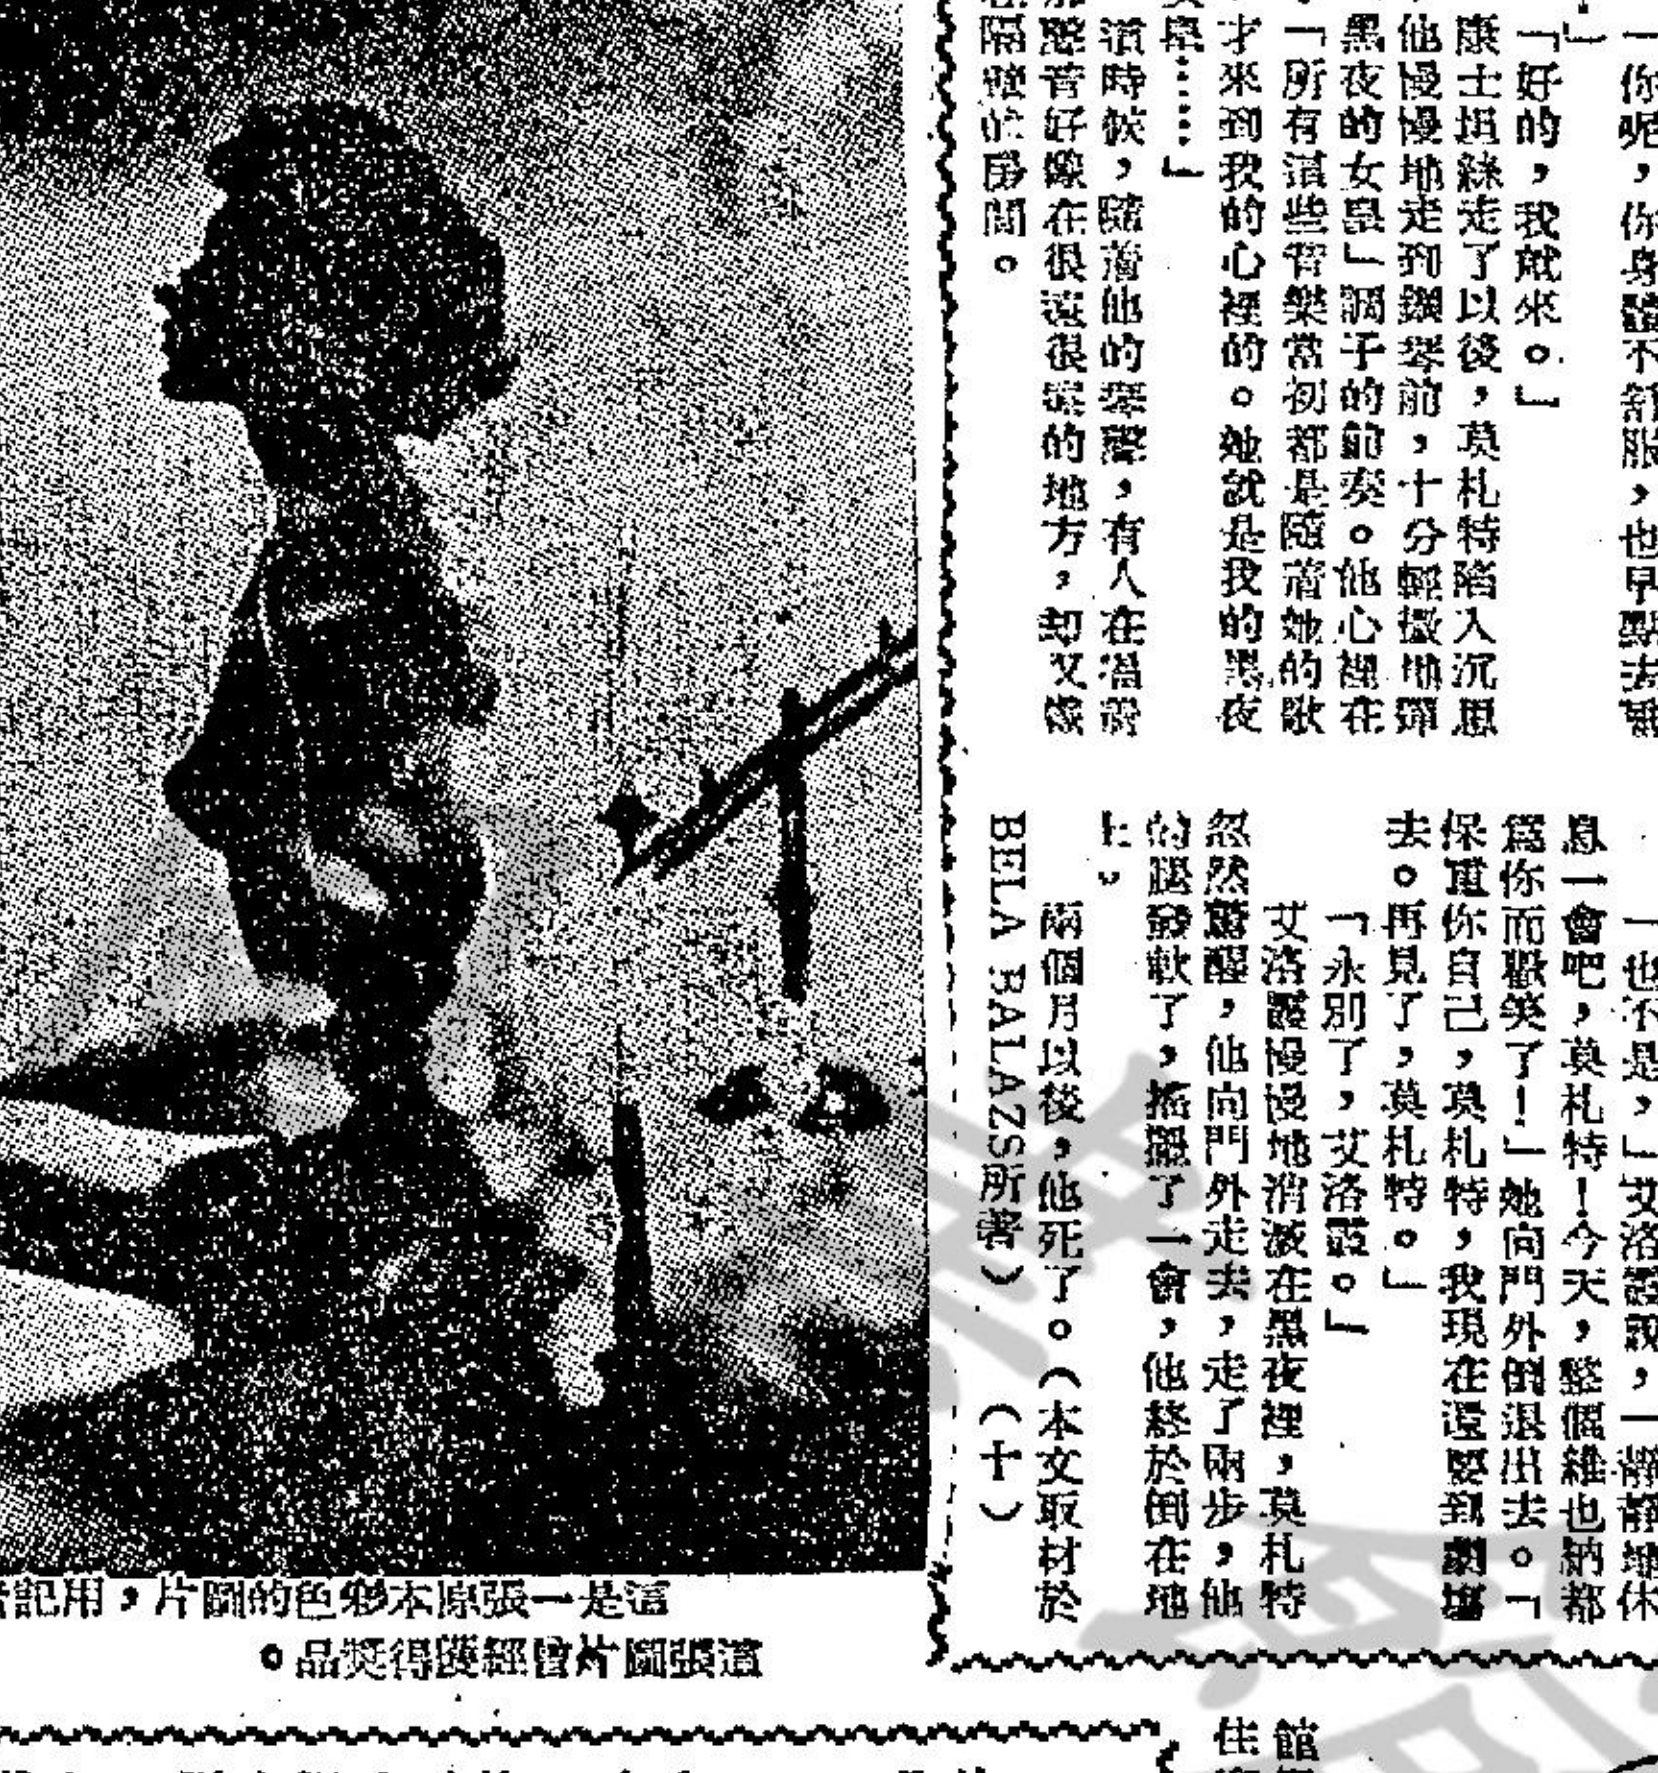 「你呢，你身體不舒服，也早點去
」
「好的，我就來。」
康士坦絲走了以後，莫札特陷入沉思
，他慢慢地走到鋼琴前，十分輕微地彈
黑夜的女皇」調子的前奏。他心裡在
「所有這些音樂當初都是隨着她的歌
才來到我的心裡的。她就是我的黑夜
皇……」
這時候，隨着他的琴聲，有人在唱着
聲音好像在很遠很遠的地方，却又像
隔壁的房間。
「也不是，」艾洛霞說，「靜靜地休
息一會吧，莫札特！今天，整個維也納都
爲你而歡笑了！」她向門外倒退出去。「
保重你自己，莫札特，我現在還要到劇場
去。再見了，莫札特。」
「永別了，艾洛霞。」
艾洛霞慢慢地消滅在黑夜裡，莫札特
忽然驚醒，他向門外走去，走了兩步，他
的腿發軟了，搖擺了一會，他終於倒在地
上。
兩個月以後，他死了。（本文取材於
BELA BALAZS所著）　（十）
這是一張原本彩色的圖片，用記
這張圖片曾經獲得獎品。
館
住